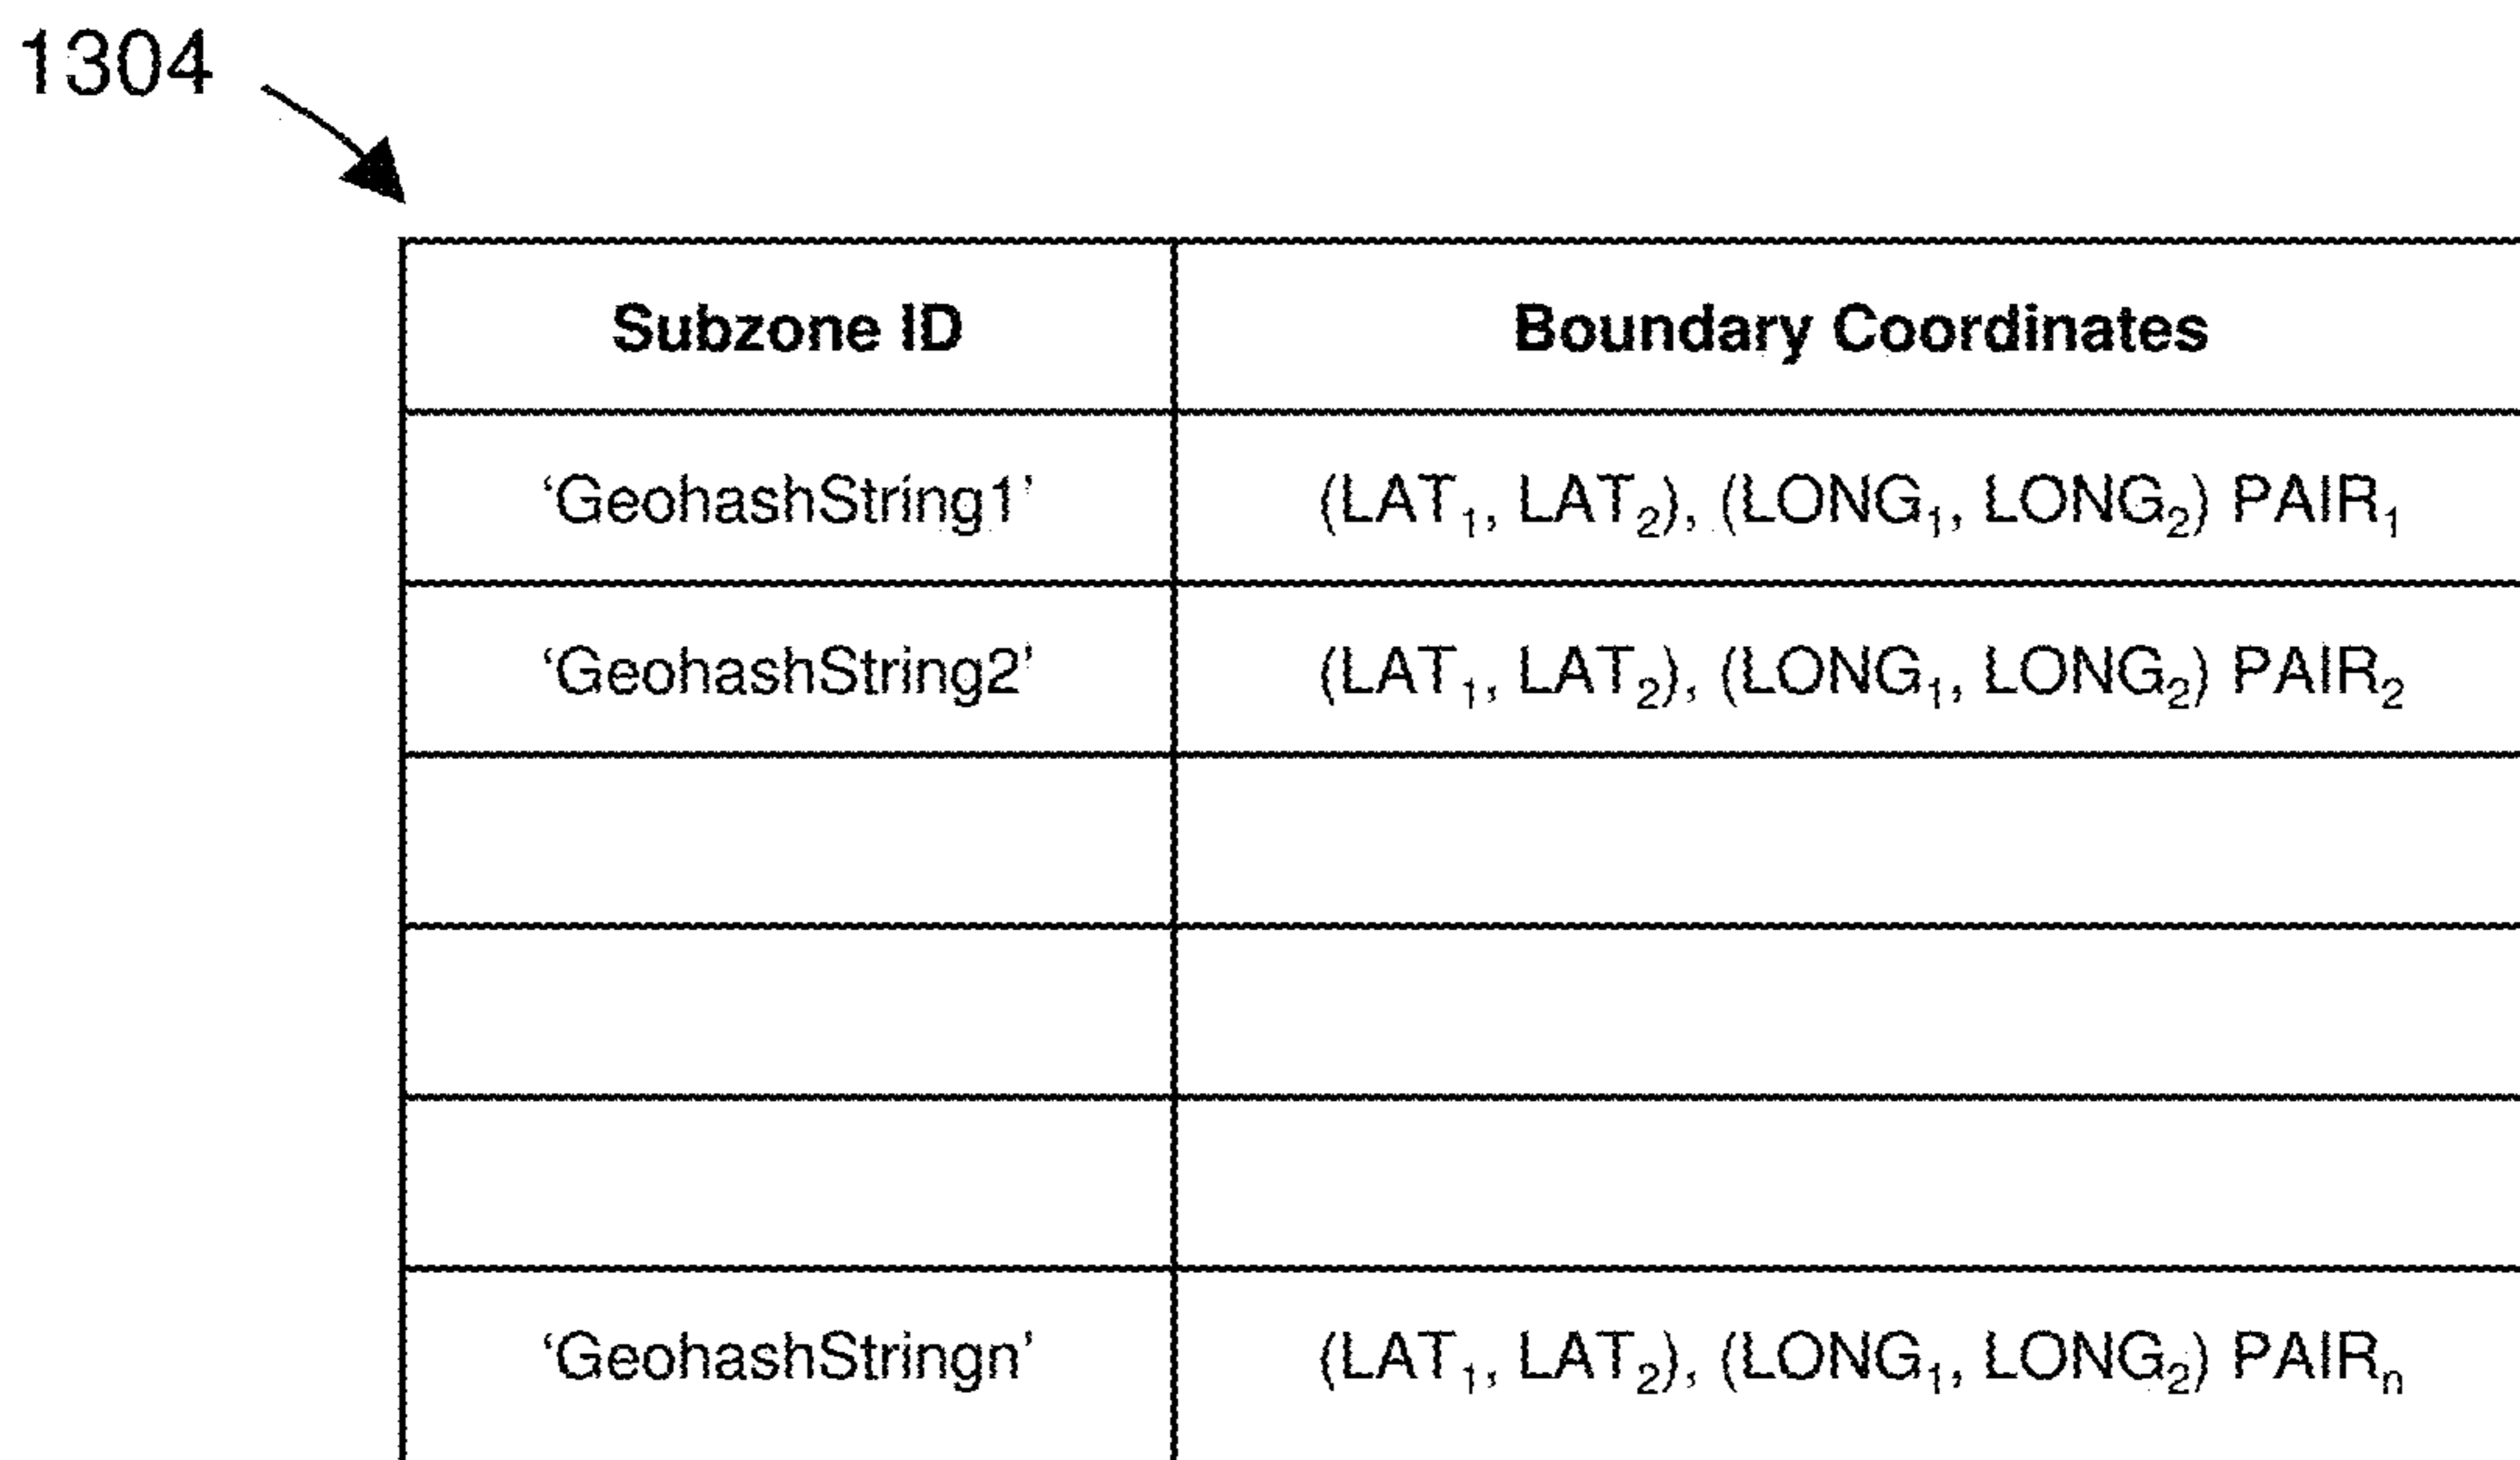 1304
Subzone ID Boundary Coordinates
‘GeohashString1’ (LAT₁, LAT₂), (LONG₁, LONG₂) PAIR₁
‘GeohashString2’ (LAT₁, LAT₂), (LONG₁, LONG₂) PAIR₂
‘GeohashStringn’ (LAT₁, LAT₂), (LONG₁, LONG₂) PAIRₙ